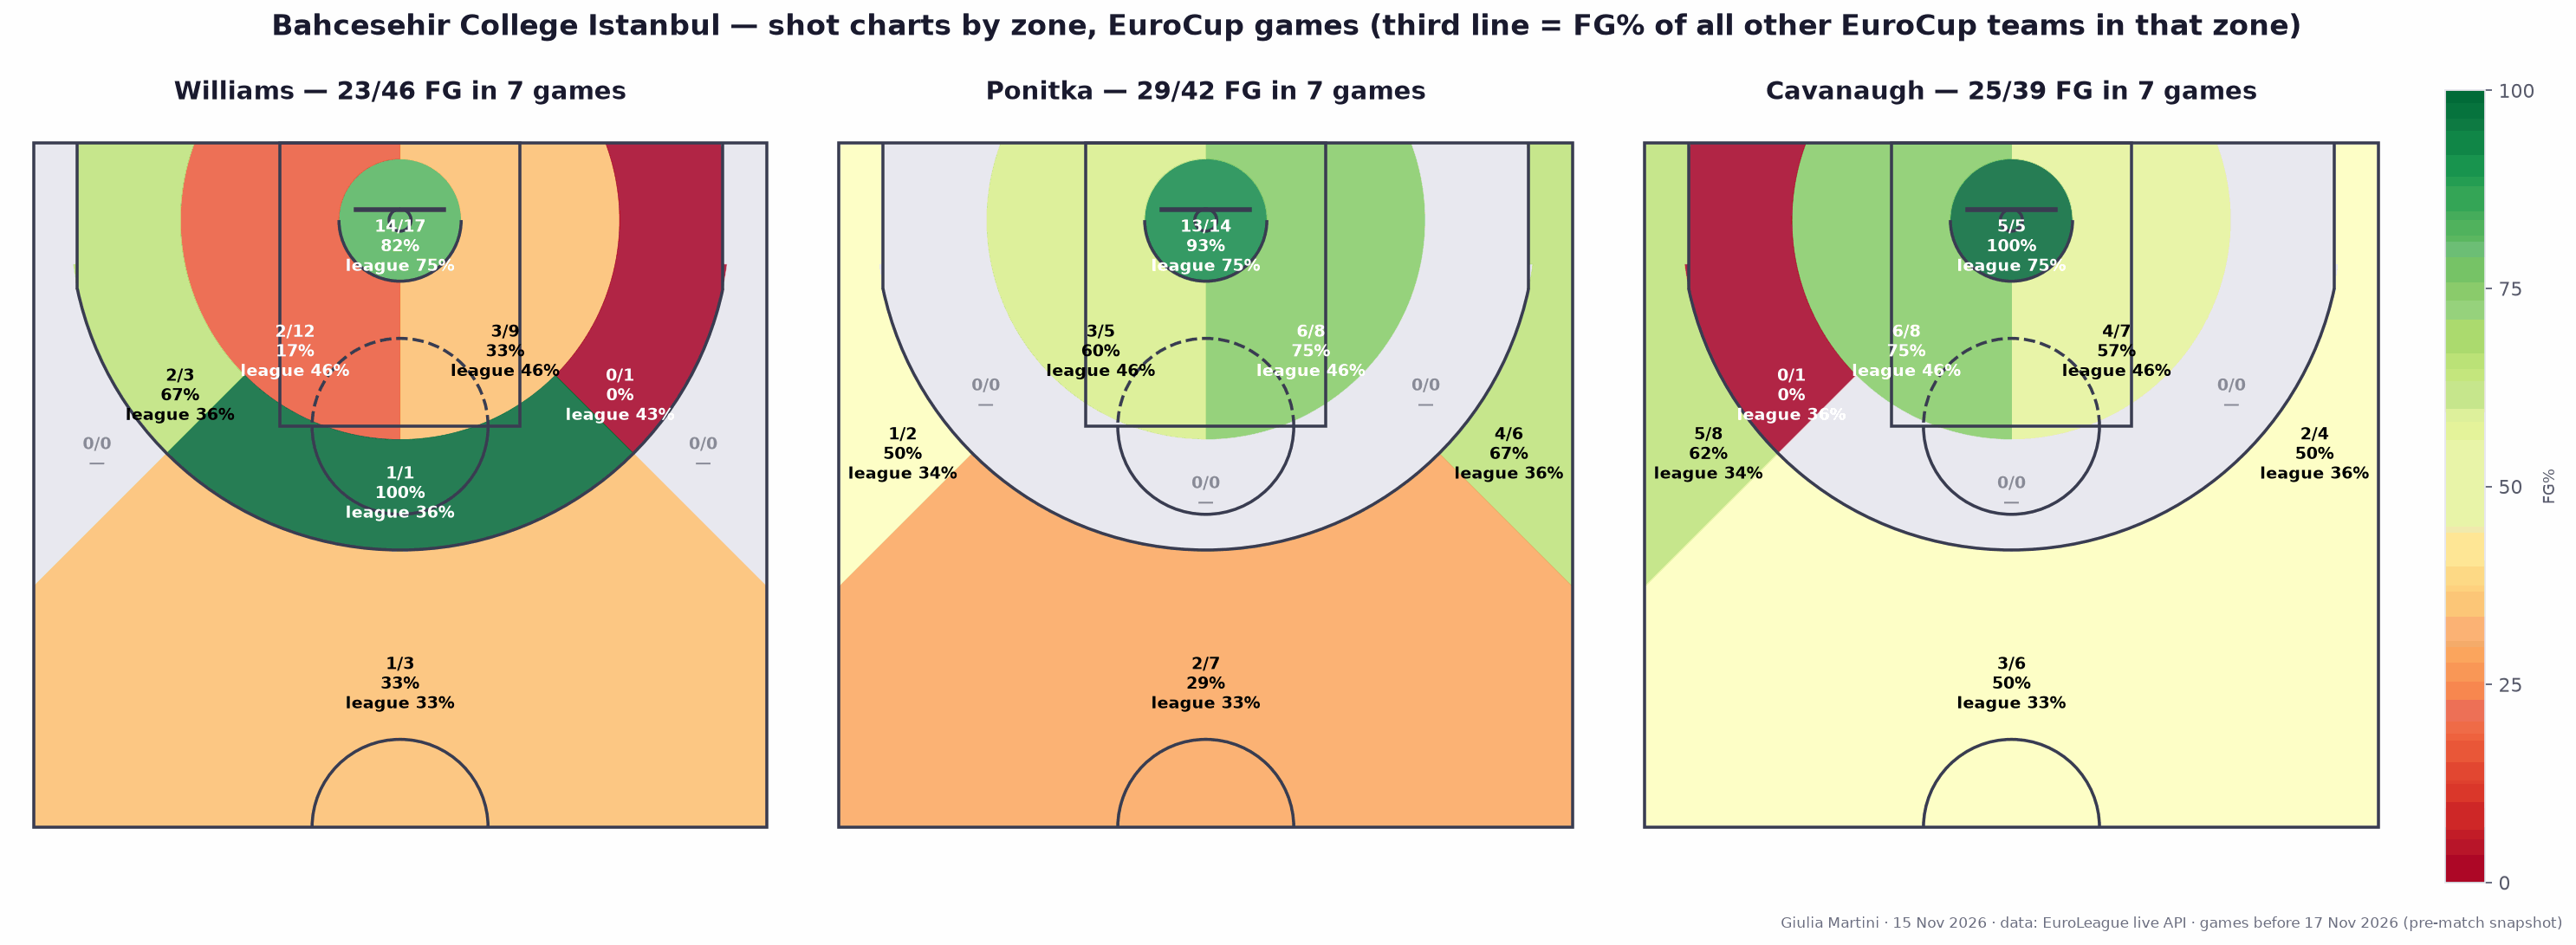 Bahcesehir College Istanbul — shot charts by zone, EuroCup games (third line = FG% of all other EuroCup teams in that zone)
Williams — 23/46 FG in 7 games
14/17
82%
league 75%
2/12
17%
league 46%
3/9
33%
league 46%
2/3
67%
league 36%
0/1
0%
league 43%
0/0
—
0/0
—
1/1
100%
league 36%
1/3
33%
league 33%
Ponitka — 29/42 FG in 7 games
13/14
93%
league 75%
3/5
60%
league 46%
6/8
75%
league 46%
0/0
—
0/0
—
1/2
50%
league 34%
4/6
67%
league 36%
0/0
—
2/7
29%
league 33%
Cavanaugh — 25/39 FG in 7 games
5/5
100%
league 75%
6/8
75%
league 46%
4/7
57%
league 46%
0/1
0%
league 36%
0/0
—
5/8
62%
league 34%
2/4
50%
league 36%
0/0
—
3/6
50%
league 33%
100
75
50
25
0
FG%
Giulia Martini · 15 Nov 2026 · data: EuroLeague live API · games before 17 Nov 2026 (pre-match snapshot)